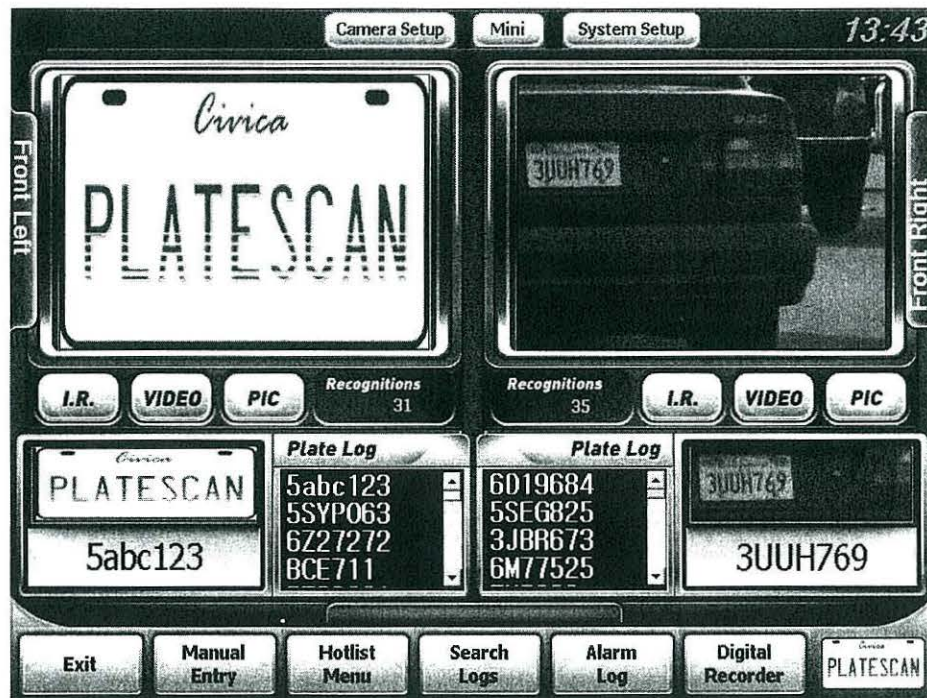 Camera Setup
Mini
System Setup
13:43
Front Left
Civica
PLATESCAN
3UUH769
Front Right
I.R.
VIDEO
PIC
Recognitions
31
Recognitions
35
I.R.
VIDEO
PIC
Civica
PLATESCAN
5abc123
Plate Log
5abc123
5SYP063
6Z27272
BCE711
Plate Log
6D19684
5SEG825
3JBR673
6M77525
3UUH769
3UUH769
Exit
Manual
Entry
Hotlist
Menu
Search
Logs
Alarm
Log
Digital
Recorder
Civica
PLATESCAN